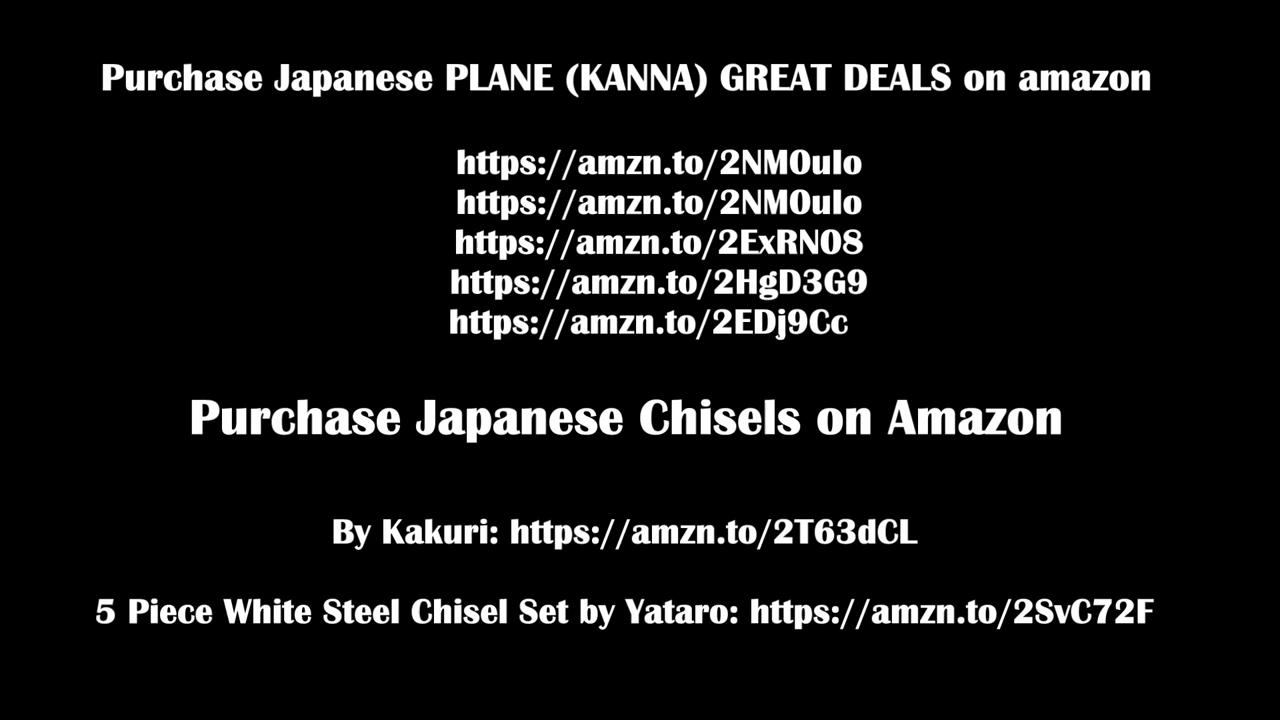 Purchase Japanese PLANE (KANNA) GREAT DEALS on amazon
https://amzn.to/2NM0uIo
https://amzn.to/2NM0uIo
https://amzn.to/2ExRN08
https://amzn.to/2HgD3G9
https://amzn.to/2EDj9Cc
Purchase Japanese Chisels on Amazon
By Kakuri: https://amzn.to/2T63dCL
5 Piece White Steel Chisel Set by Yataro: https://amzn.to/2SvC72F